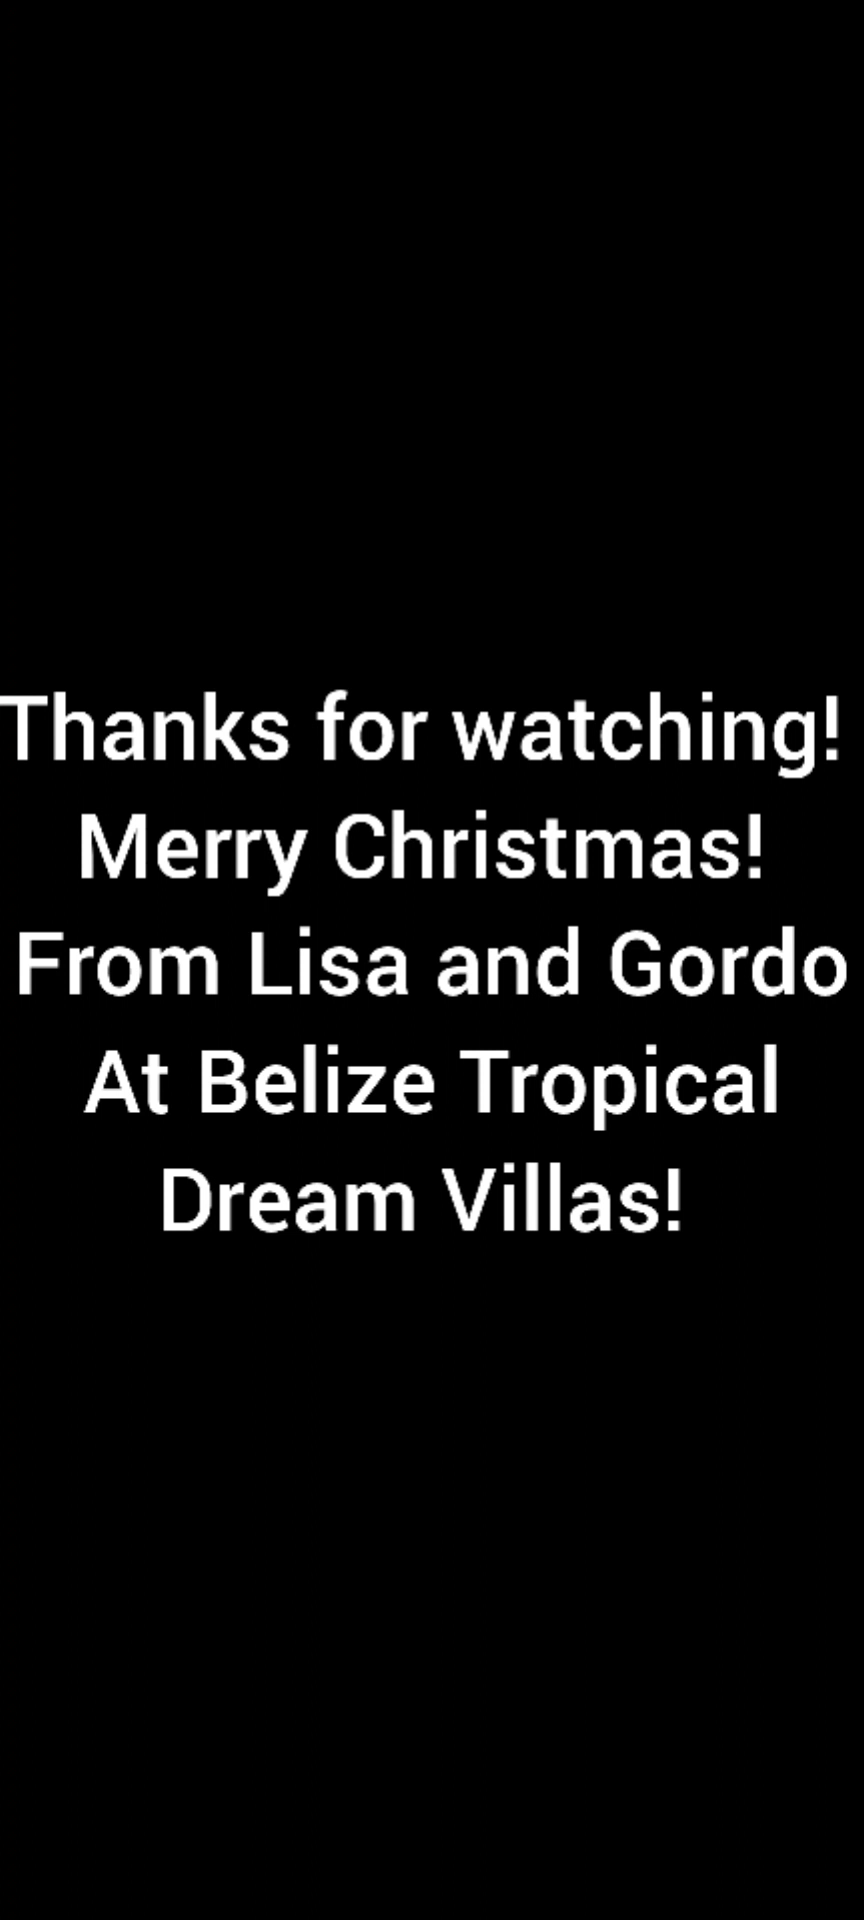 Thanks for watching!
Merry Christmas!
From Lisa and Gordo
At Belize Tropical
Dream Villas!